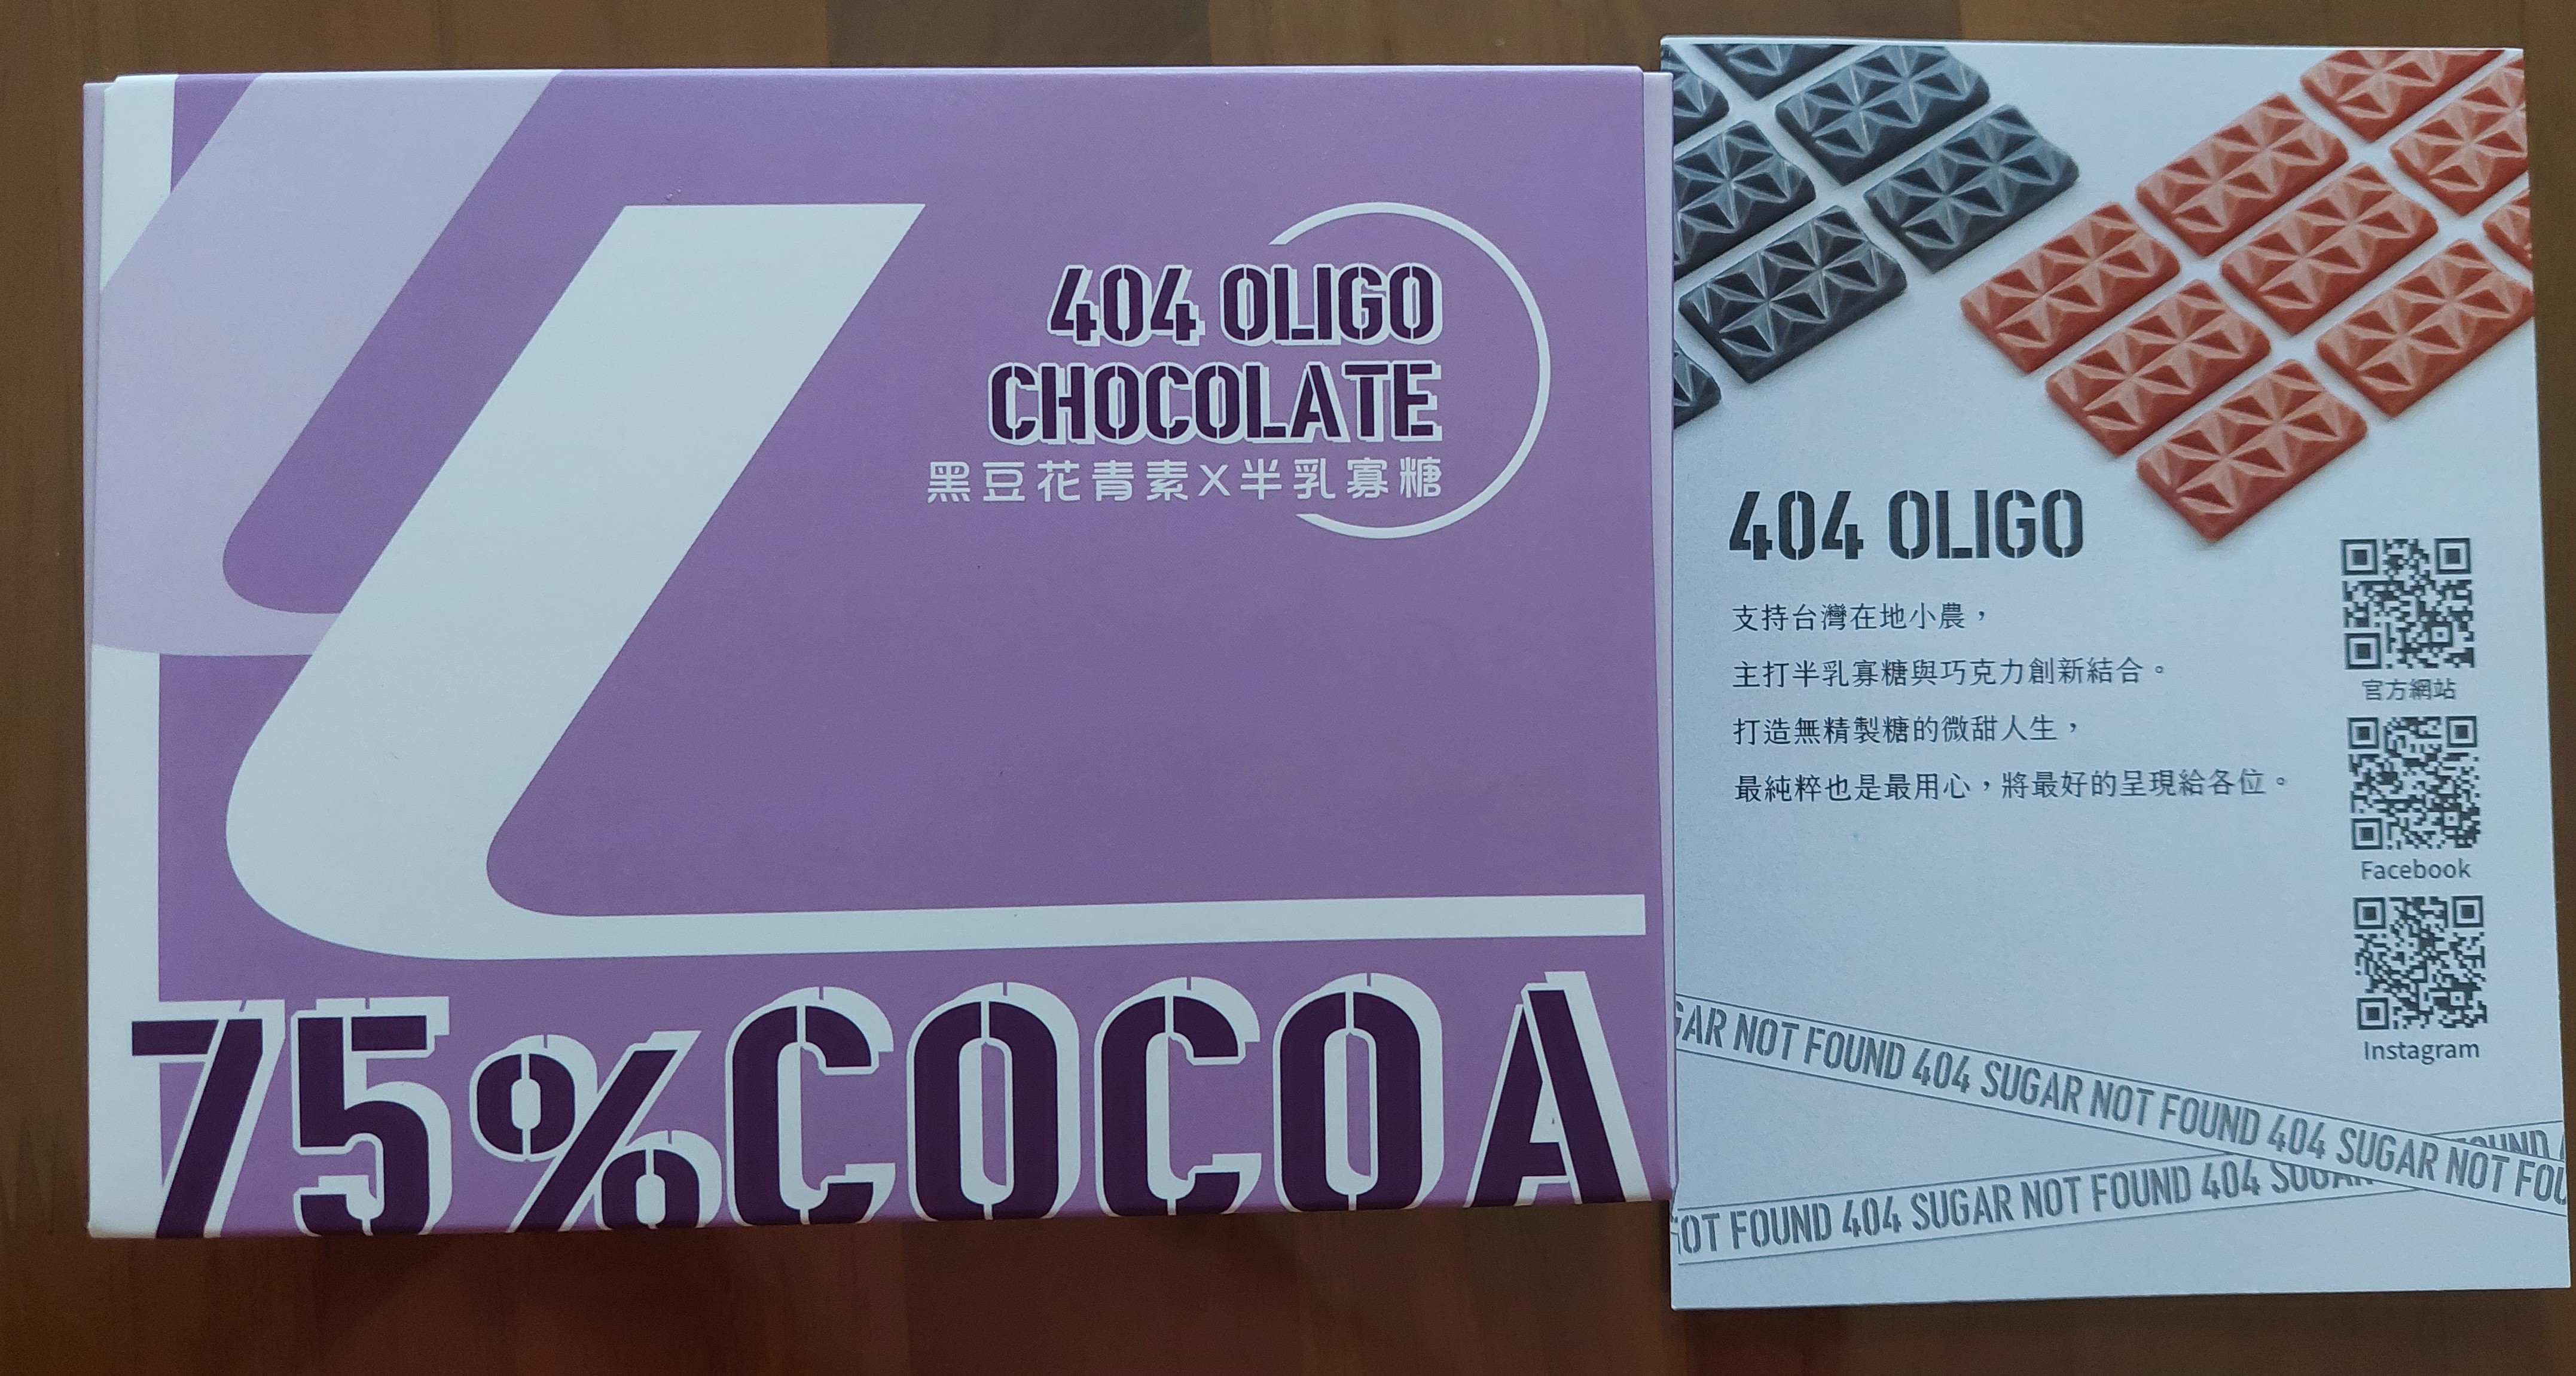 404 OLIGO
CHOCOLATE
黑豆花青素X半乳寡糖
75%COCOA
404 OLIGO
支持台灣在地小農，
主打半乳寡糖與巧克力創新結合。
打造無精製糖的微甜人生，
最純粹也是最用心，將最好的呈現給各位。
官方網站
Facebook
Instagram
GAR NOT FOUND 404 SUGAR NOT FOUND 404 SUGAR NOT FOU
OT FOUND 404 SUGAR NOT FOUND 404 SUGAR